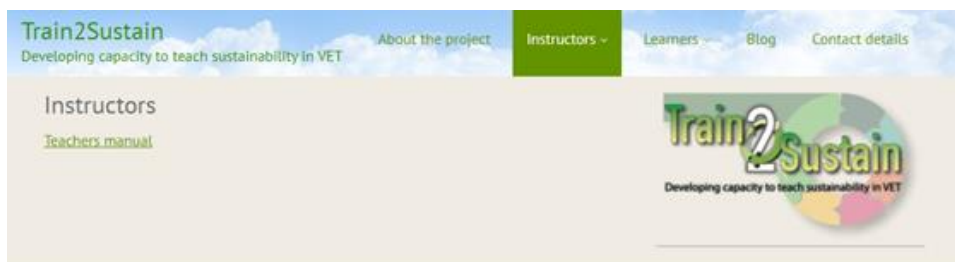 Train2Sustain
Developing capacity to teach sustainability in VET
About the project
Instructors
Learners
Blog
Contact details
Instructors
Teachers manual
Train2Sustain
Developing capacity to teach sustainability in VET